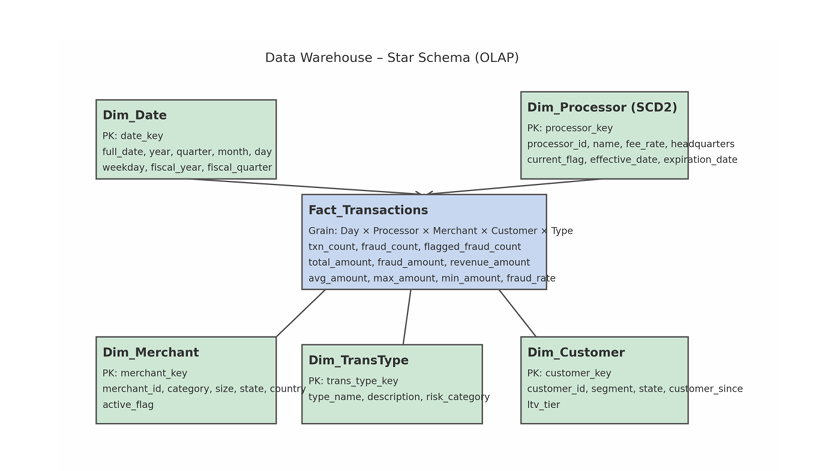 Data Warehouse – Star Schema (OLAP)
Dim_Date
PK: date_key
full_date, year, quarter, month, day
weekday, fiscal_year, fiscal_quarter
Dim_Processor (SCD2)
PK: processor_key
processor_id, name, fee_rate, headquarters
current_flag, effective_date, expiration_date
Fact_Transactions
Grain: Day × Processor × Merchant × Customer × Type
txn_count, fraud_count, flagged_fraud_count
total_amount, fraud_amount, revenue_amount
avg_amount, max_amount, min_amount, fraud_rate
Dim_Merchant
PK: merchant_key
merchant_id, category, size, state, country
active_flag
Dim_TransType
PK: trans_type_key
type_name, description, risk_category
Dim_Customer
PK: customer_key
customer_id, segment, state, customer_since
ltv_tier